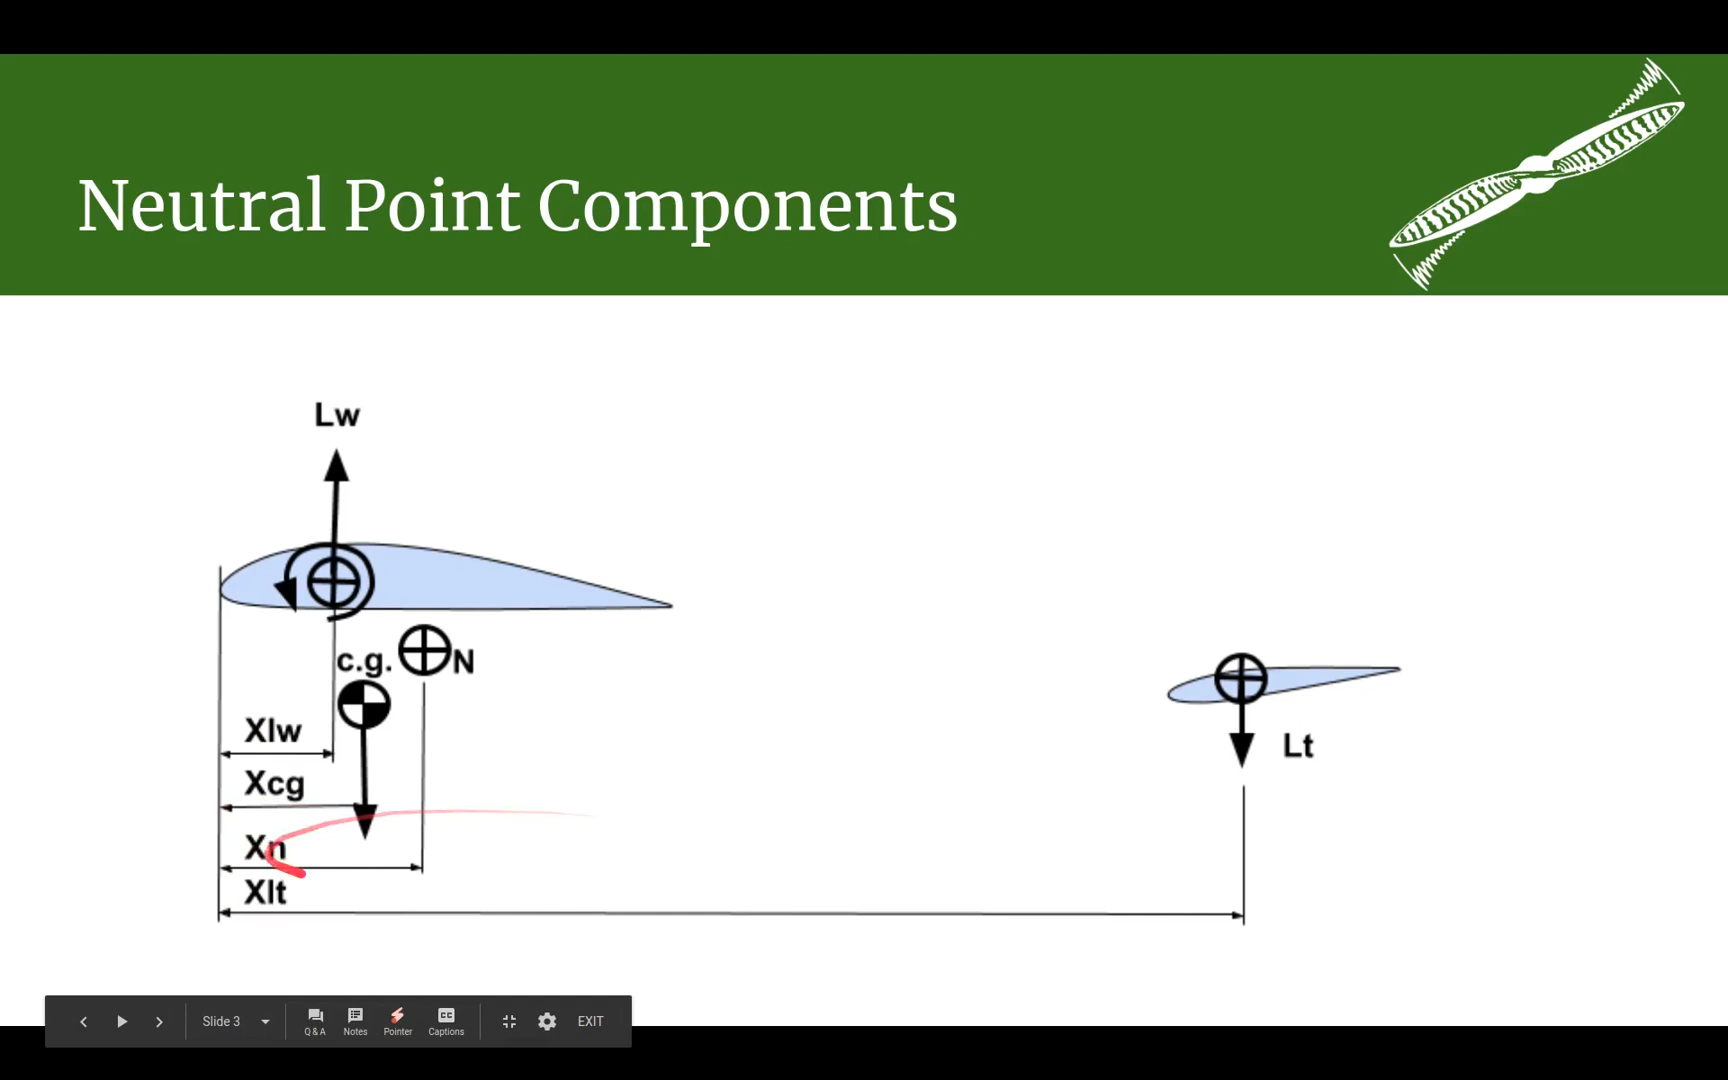 Neutral Point Components
Lw
c.g.
N
Xlw
Xcg
Xn
Xlt
Lt
Slide 3
Q&A
Notes
Pointer
Captions
EXIT